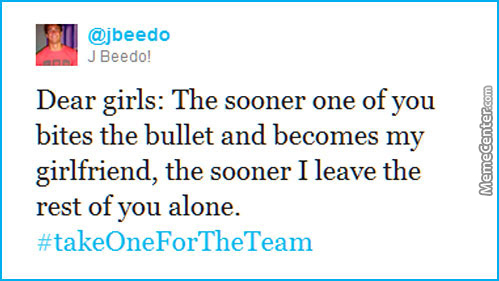 @jbeedo
J Beedo!
Dear girls: The sooner one of you
bites the bullet and becomes my
girlfriend, the sooner I leave the
rest of you alone.
#takeOneForTheTeam
MemeCenter.com